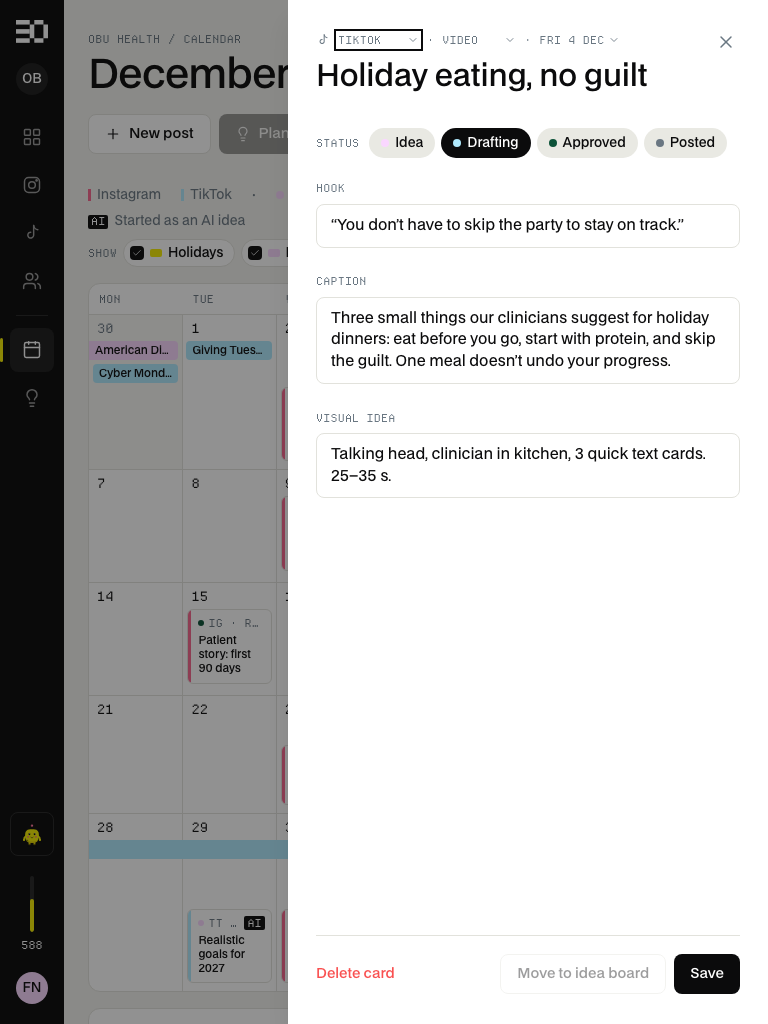 OBU HEALTH / CALENDAR
December
OB
New post
Plan
Instagram
TikTok
·
AI Started as an AI idea
SHOW
Holidays
MON
TUE
30
1
American Di…
Giving Tues…
Cyber Mond…
7
8
14
15
IG · R…
Patient
story: first
90 days
21
22
28
29
TT … AI
Realistic
goals for
2027
588
FN
TIKTOK · VIDEO · FRI 4 DEC
Holiday eating, no guilt
STATUS
Idea
Drafting
Approved
Posted
HOOK
“You don’t have to skip the party to stay on track.”
CAPTION
Three small things our clinicians suggest for holiday
dinners: eat before you go, start with protein, and skip
the guilt. One meal doesn’t undo your progress.
VISUAL IDEA
Talking head, clinician in kitchen, 3 quick text cards.
25–35 s.
Delete card
Move to idea board
Save